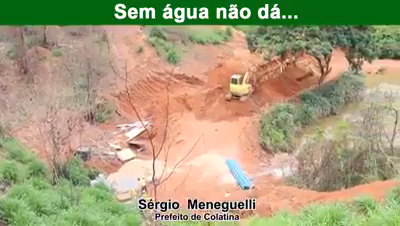 Sem água não dá...
Sérgio Meneguelli
Prefeito de Colatina